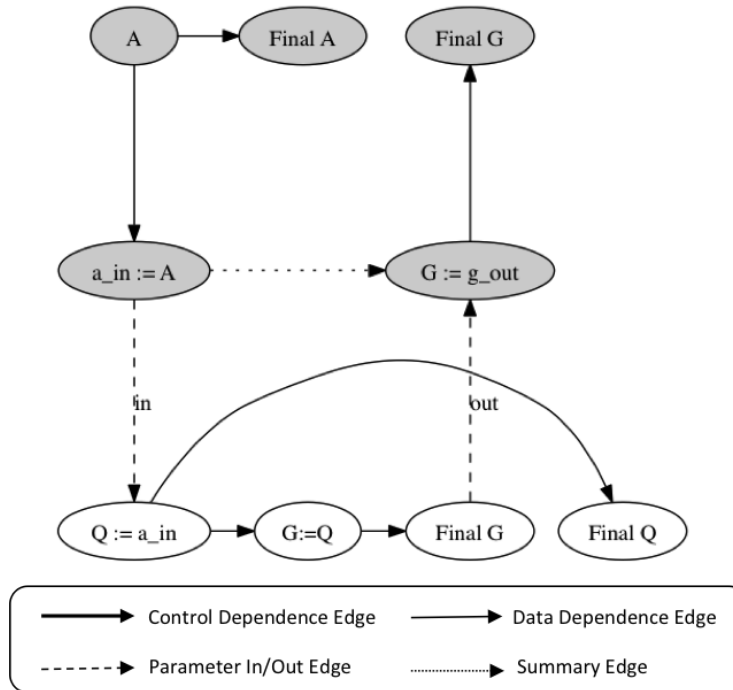 A
Final A
Final G
a_in := A
G := g_out
in
out
Q := a_in
G:=Q
Final G
Final Q
Control Dependence Edge
Data Dependence Edge
Parameter In/Out Edge
Summary Edge